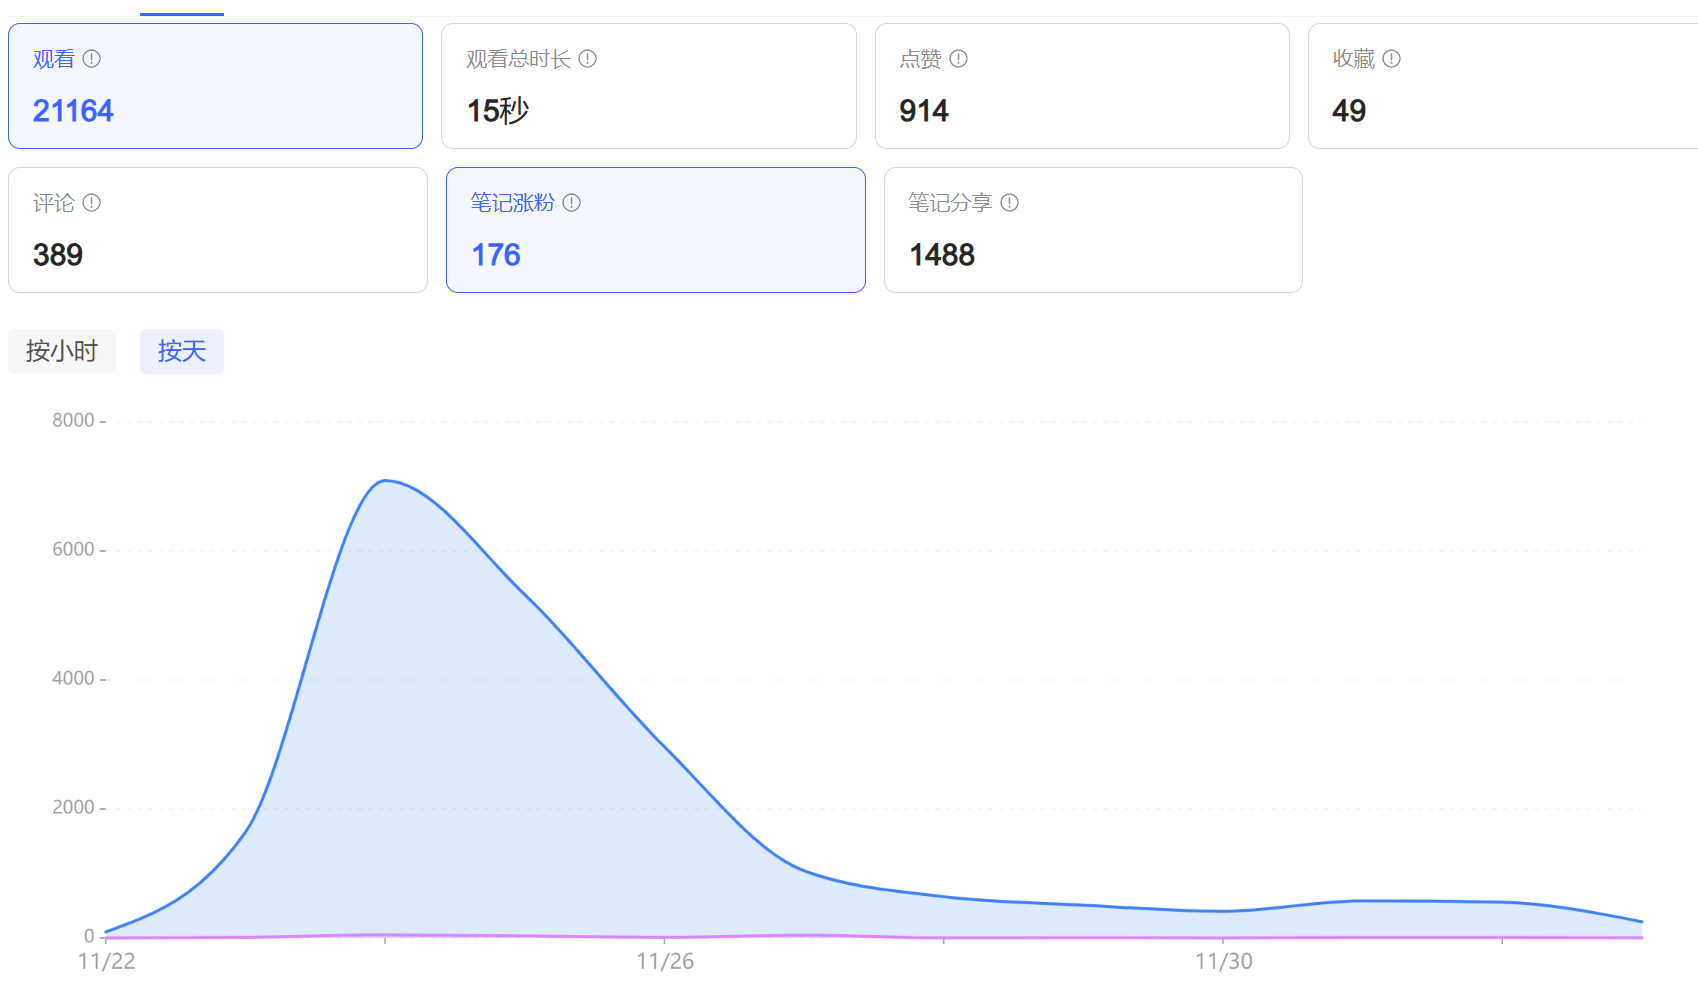 观看
21164
观看总时长
15秒
点赞
914
收藏
49
评论
389
笔记涨粉
176
笔记分享
1488
按小时
按天
8000
6000
4000
2000
0
11/22
11/26
11/30